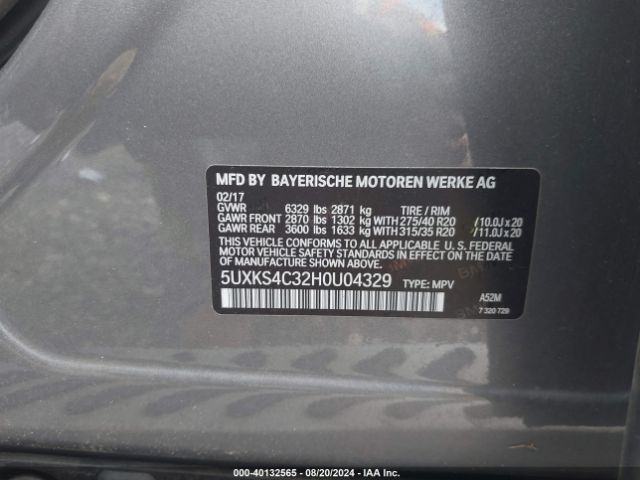 MFD BY BAYERISCHE MOTOREN WERKE AG
02/17
GVWR 6329 lbs 2871 kg TIRE / RIM
GAWR FRONT 2870 lbs 1302 kg WITH 275/40 R20 /10.0J x 20
GAWR REAR 3600 lbs 1633 kg WITH 315/35 R20 /11.0J x 20
THIS VEHICLE CONFORMS TO ALL APPLICABLE U. S. FEDERAL
MOTOR VEHICLE SAFETY STANDARDS IN EFFECT ON THE DATE OF
MANUFACTURE SHOWN ABOVE.
5UXKS4C32H0U04329 TYPE: MPV
A52M
7 320 729
000-40132565 - 08/20/2024 - IAA Inc.